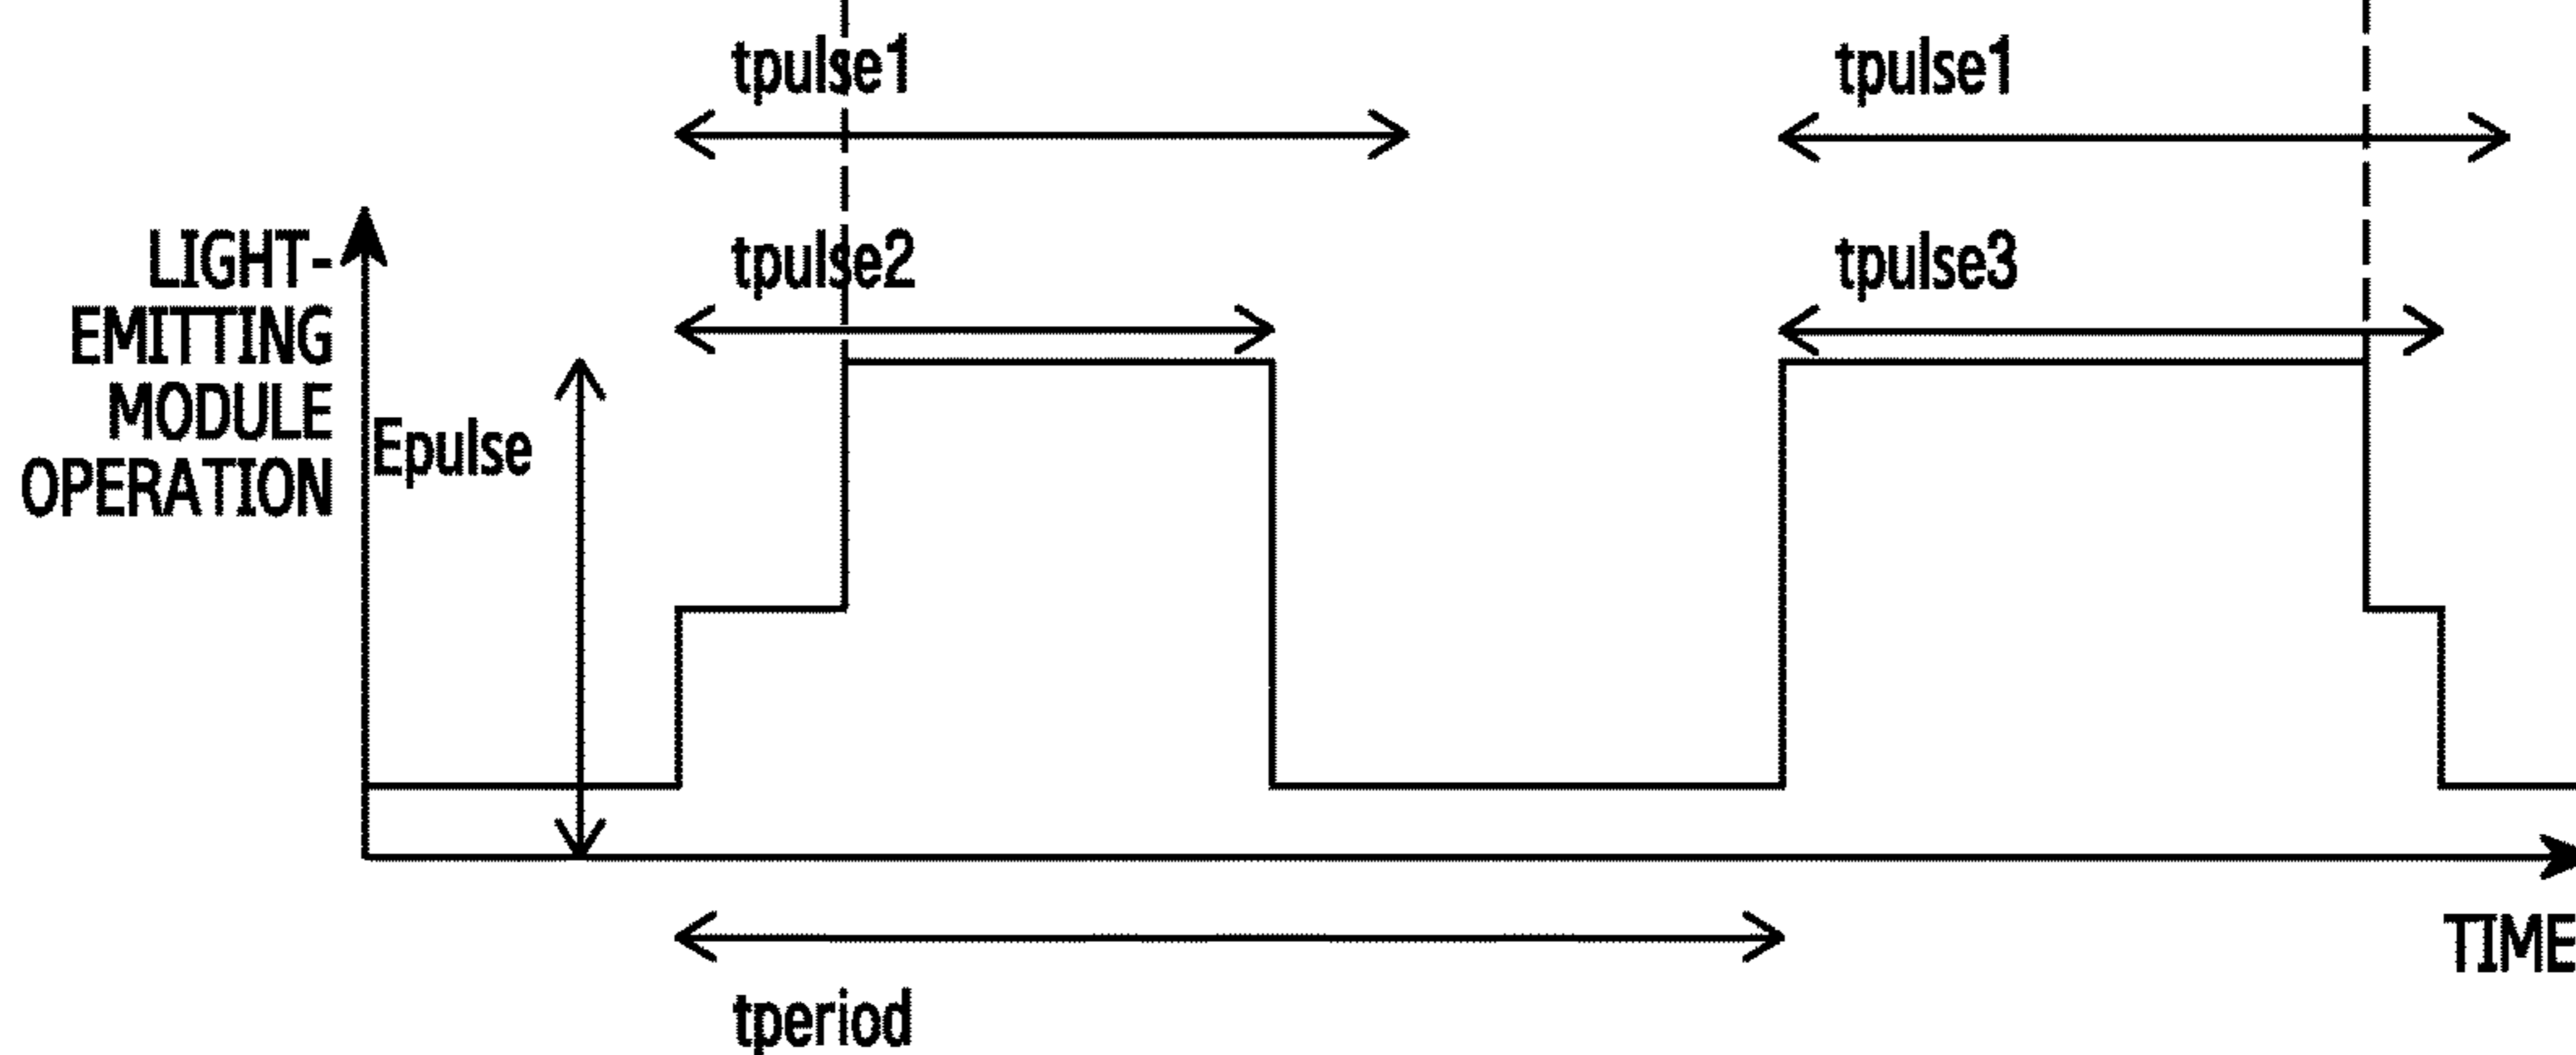 tpulse1
tpulse1
tpulse2
tpulse3
LIGHT-
EMITTING
MODULE
OPERATION
Epulse
TIME
tperiod